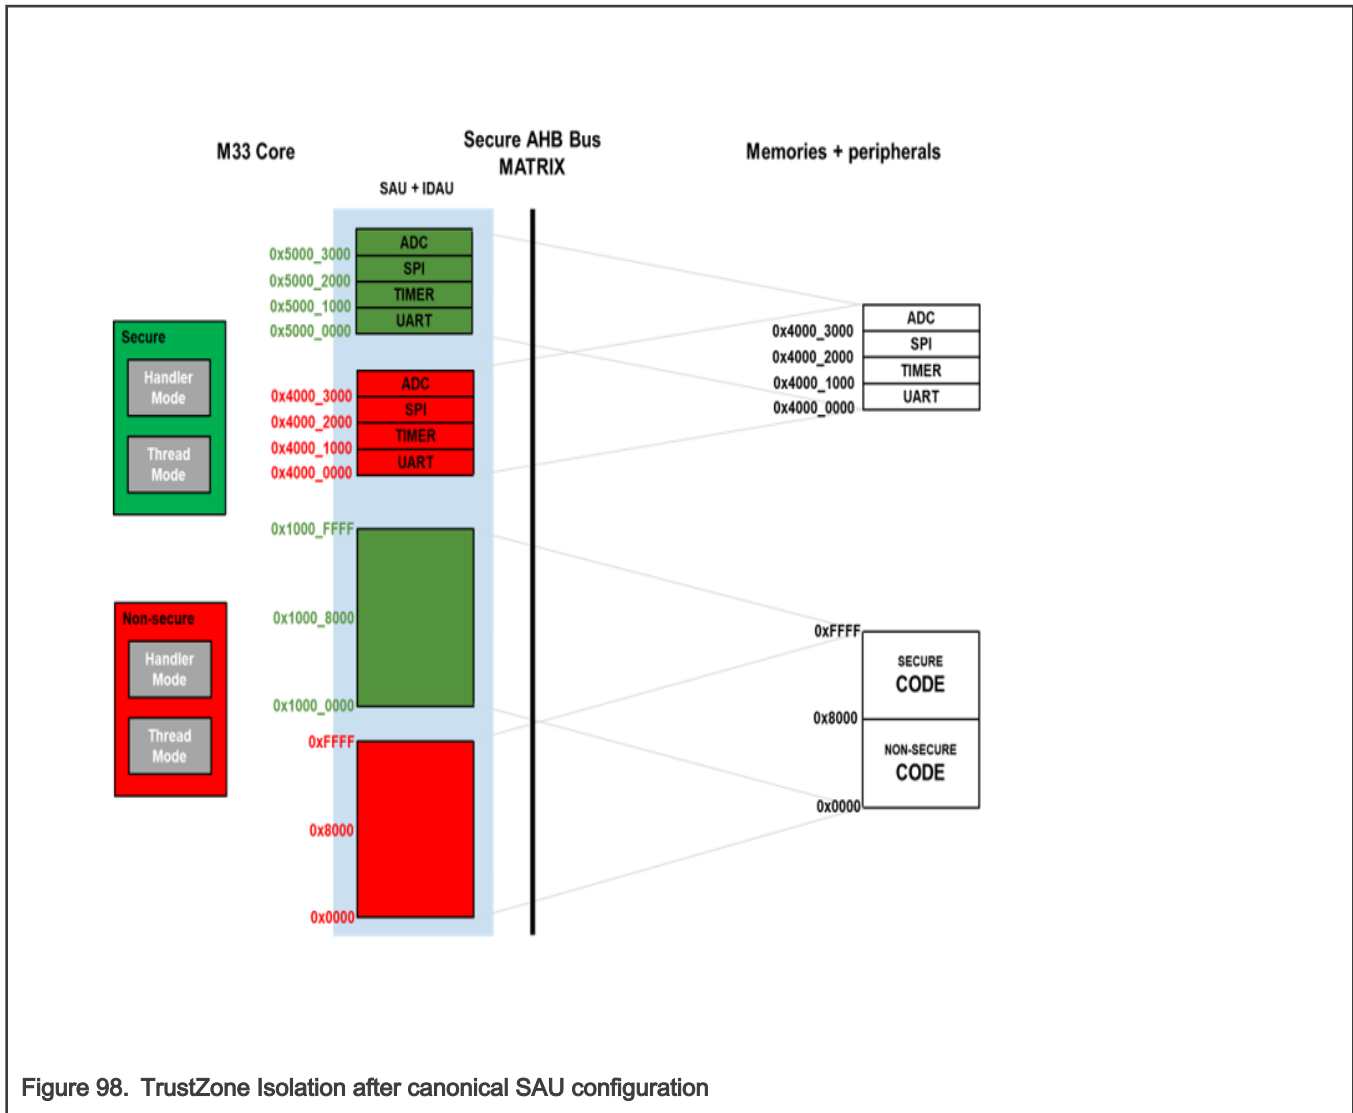 M33 Core
Secure AHB Bus
MATRIX
Memories + peripherals
SAU + IDAU
ADC
0x5000_3000
SPI
0x5000_2000
TIMER
0x5000_1000
UART
0x5000_0000
ADC
0x4000_3000
SPI
0x4000_2000
TIMER
0x4000_1000
UART
0x4000_0000
Secure
Handler
Mode
Thread
Mode
ADC
0x4000_3000
SPI
0x4000_2000
TIMER
0x4000_1000
UART
0x4000_0000
0x1000_FFFF
0x1000_8000
0x1000_0000
Non-secure
Handler
Mode
Thread
Mode
0xFFFF
0x8000
0x0000
0xFFFF
SECURE
CODE
0x8000
NON-SECURE
CODE
0x0000
Figure 98. TrustZone Isolation after canonical SAU configuration